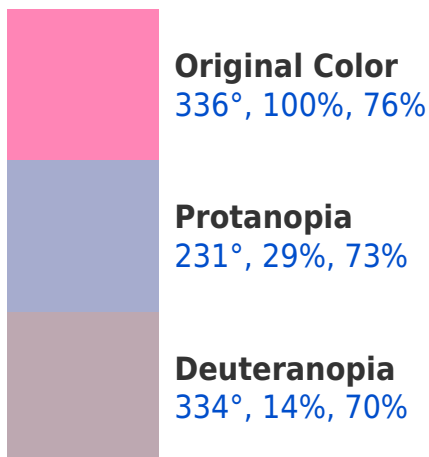 Original Color
336°, 100%, 76%
Protanopia
231°, 29%, 73%
Deuteranopia
334°, 14%, 70%